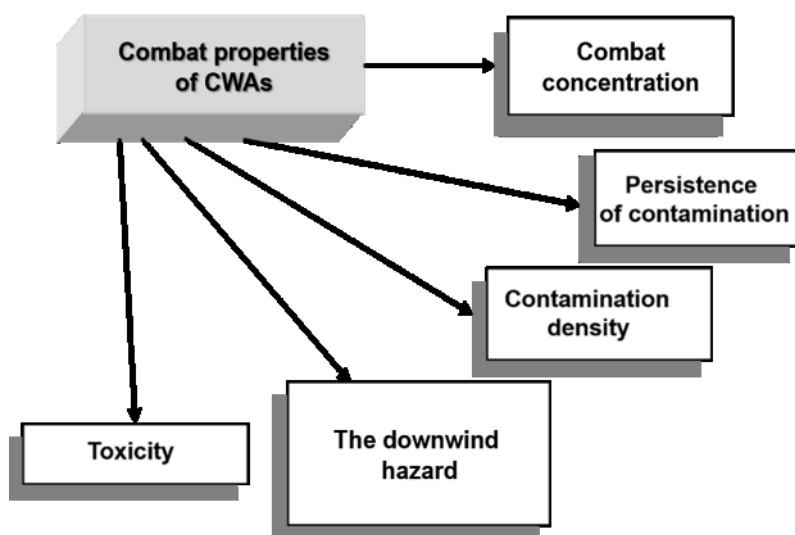 Combat properties
of CWAs
Combat
concentration
Persistence
of contamination
Contamination
density
The downwind
hazard
Toxicity